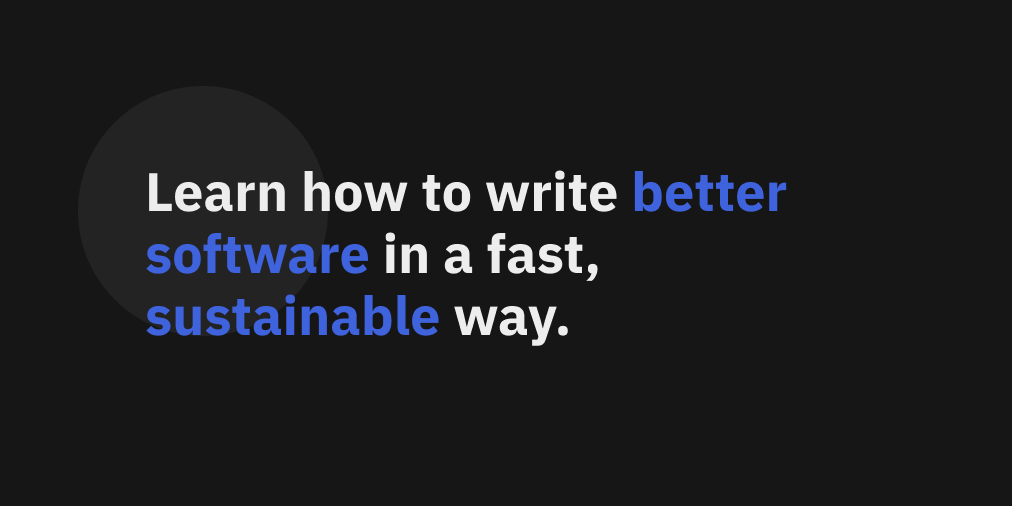 Learn how to write better
software in a fast,
sustainable way.